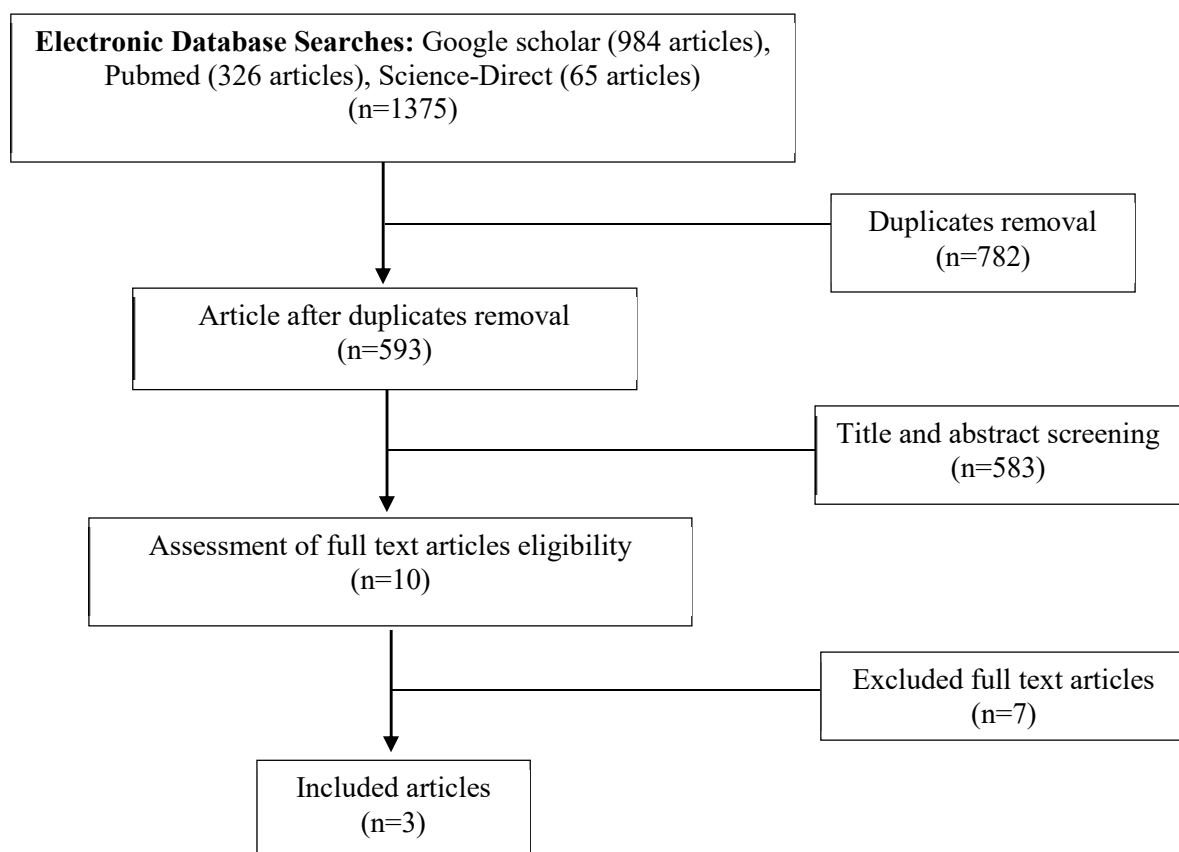 Electronic Database Searches: Google scholar (984 articles),
Pubmed (326 articles), Science-Direct (65 articles)
(n=1375)
Duplicates removal
(n=782)
Article after duplicates removal
(n=593)
Title and abstract screening
(n=583)
Assessment of full text articles eligibility
(n=10)
Excluded full text articles
(n=7)
Included articles
(n=3)